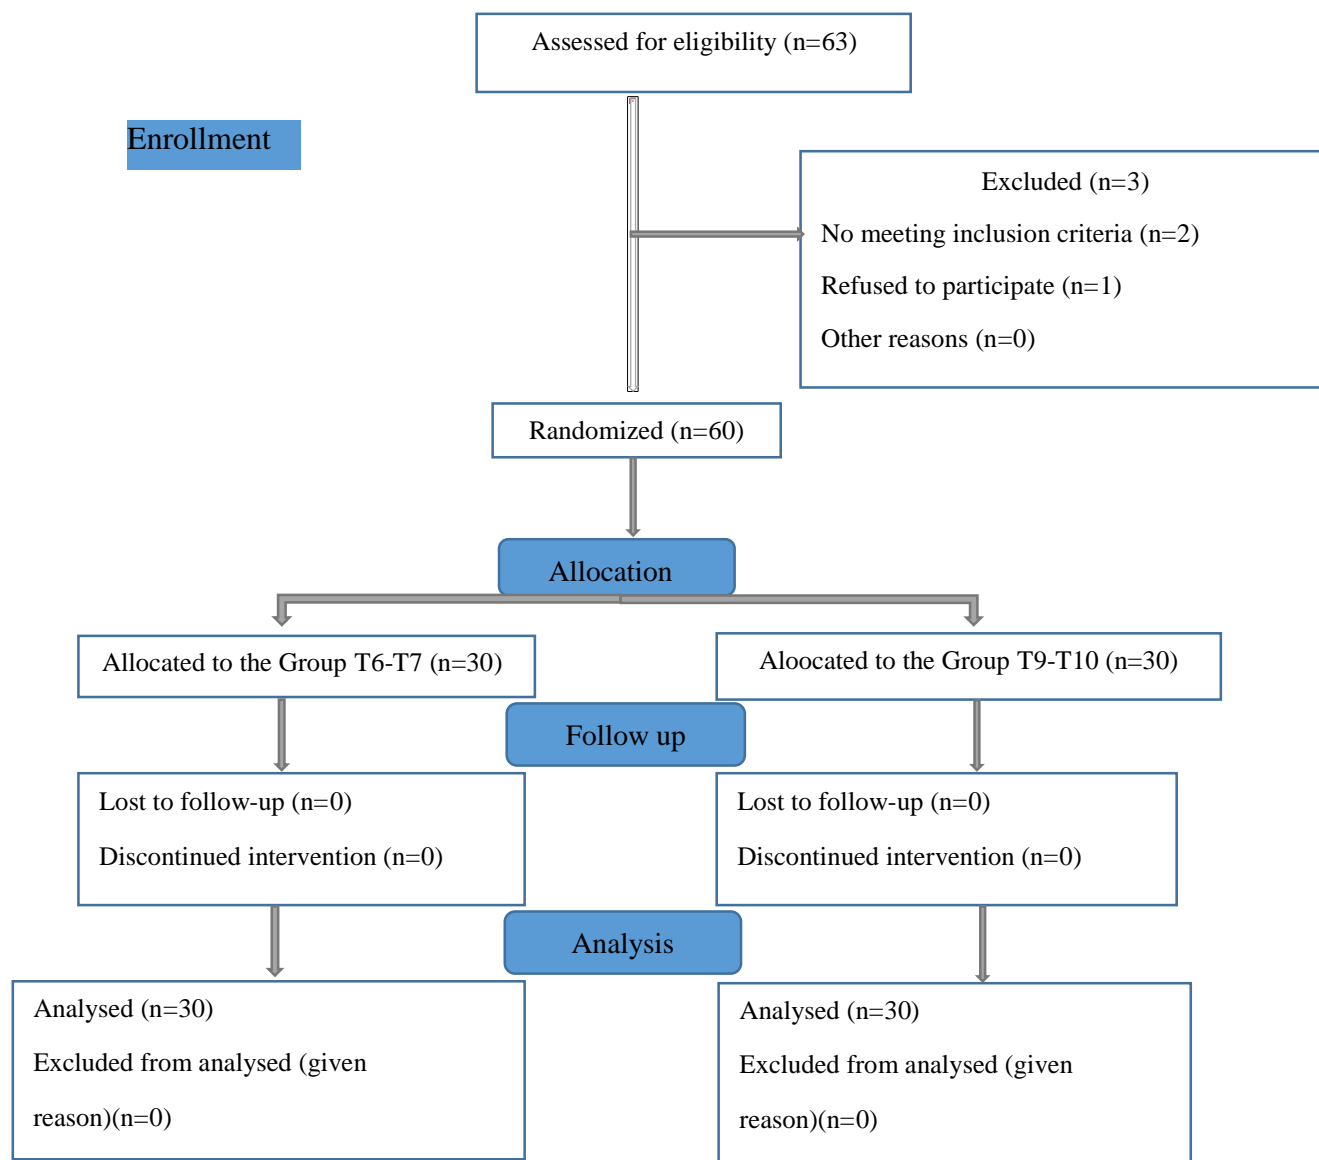 Assessed for eligibility (n=63)
Enrollment
Excluded (n=3)
No meeting inclusion criteria (n=2)
Refused to participate (n=1)
Other reasons (n=0)
Randomized (n=60)
Allocation
Allocated to the Group T6-T7 (n=30)
Aloocated to the Group T9-T10 (n=30)
Follow up
Lost to follow-up (n=0)
Discontinued intervention (n=0)
Lost to follow-up (n=0)
Discontinued intervention (n=0)
Analysis
Analysed (n=30)
Excluded from analysed (given
reason)(n=0)
Analysed (n=30)
Excluded from analysed (given
reason)(n=0)